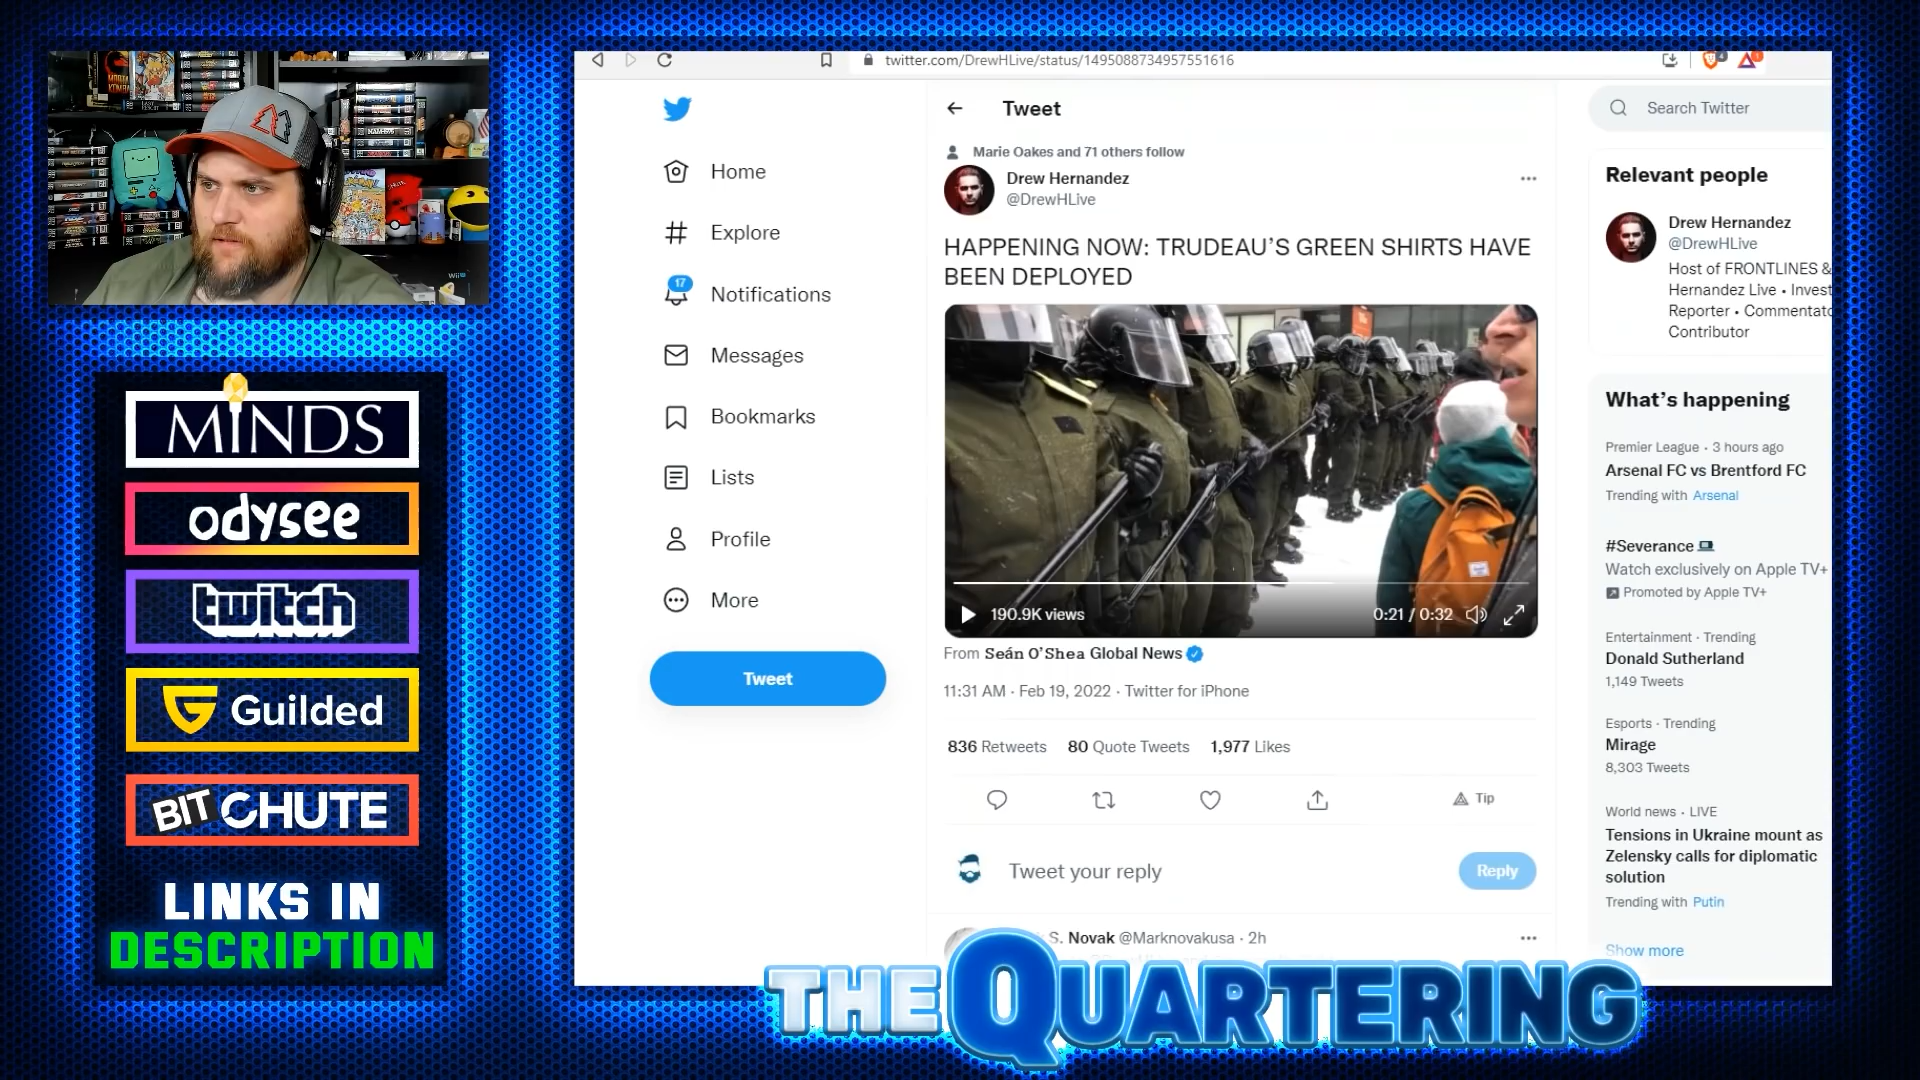 twitter.com/DrewHLive/status/1495088734957551616
Home
Explore
17
Notifications
Messages
Bookmarks
Lists
Profile
More
Tweet
Tweet
Marie Oakes and 71 others follow
Drew Hernandez
@DrewHLive
HAPPENING NOW: TRUDEAU’S GREEN SHIRTS HAVE
BEEN DEPLOYED
190.9K views
0:21 / 0:32
From Seán O’Shea Global News
11:31 AM · Feb 19, 2022 · Twitter for iPhone
836 Retweets 80 Quote Tweets 1,977 Likes
Tip
Tweet your reply
Reply
S. Novak @Marknovakusa · 2h
Search Twitter
Relevant people
Drew Hernandez
@DrewHLive
Host of FRONTLINES &
Hernandez Live • Invest
Reporter • Commentato
Contributor
What’s happening
Premier League · 3 hours ago
Arsenal FC vs Brentford FC
Trending with Arsenal
#Severance
Watch exclusively on Apple TV+
Promoted by Apple TV+
Entertainment · Trending
Donald Sutherland
1,149 Tweets
Esports · Trending
Mirage
8,303 Tweets
World news · LIVE
Tensions in Ukraine mount as
Zelensky calls for diplomatic
solution
Trending with Putin
Show more
MINDS
odysee
twitch
Guilded
BITCHUTE
LINKS IN
DESCRIPTION
THE QUARTERING